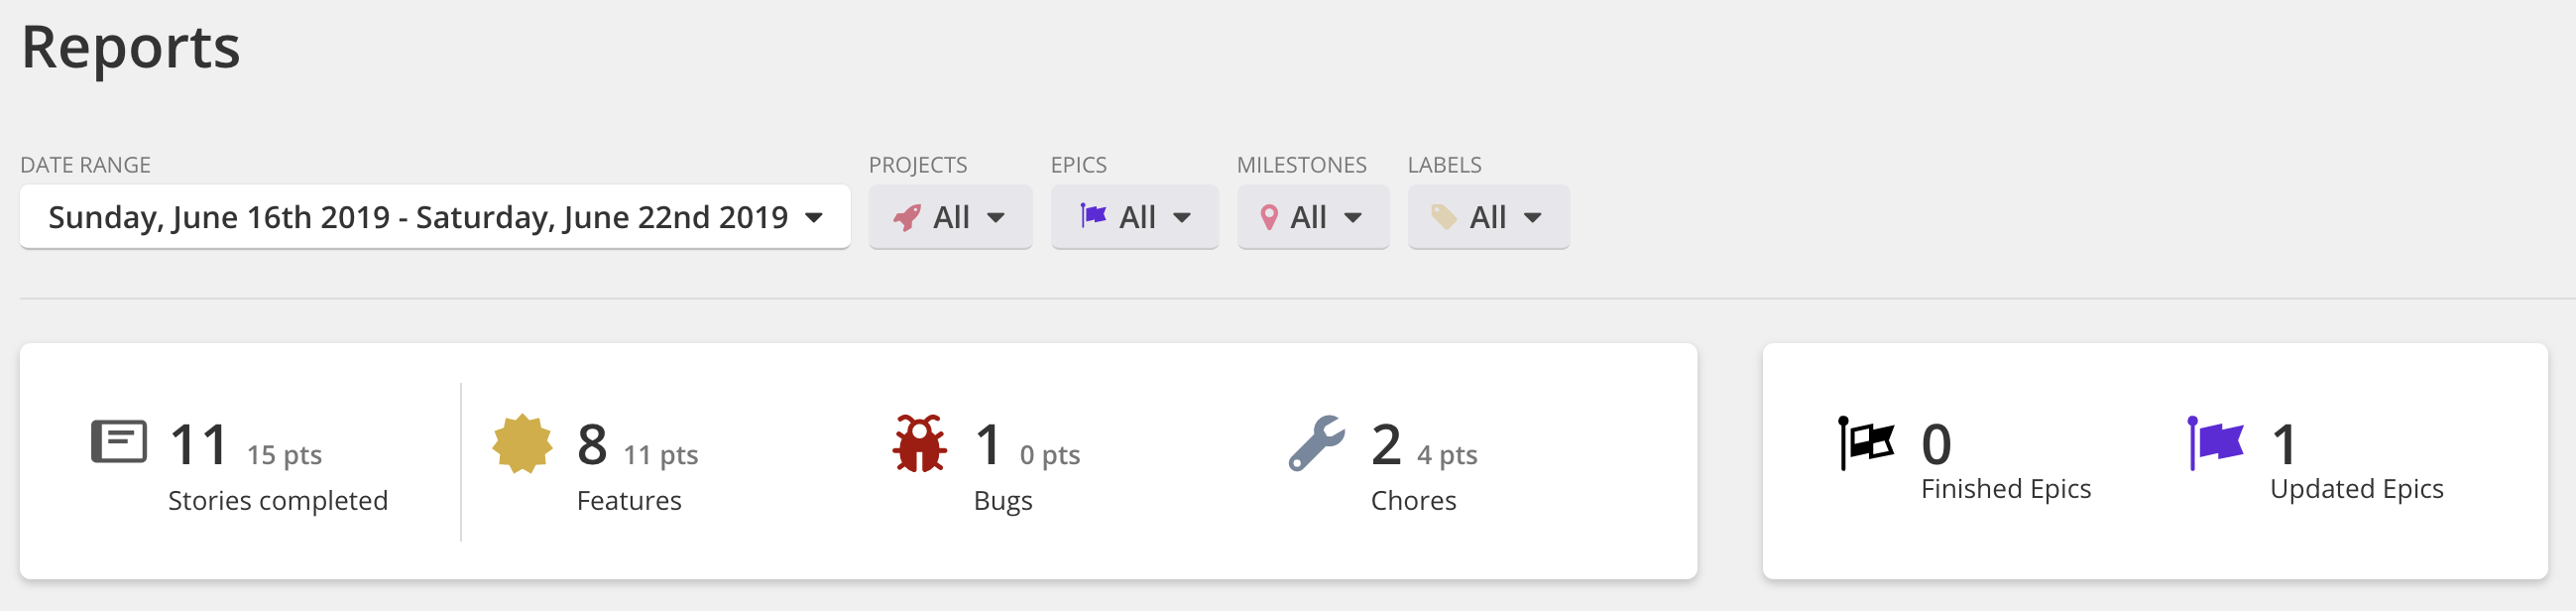 Reports
DATE RANGE PROJECTS EPICS MILESTONES LABELS
Sunday, June 16th 2019 - Saturday, June 22nd 2019 All All All All
11 15 pts 8 11 pts 1 0 pts 2 4 pts 0 1
Stories completed Features Bugs Chores Finished Epics Updated Epics